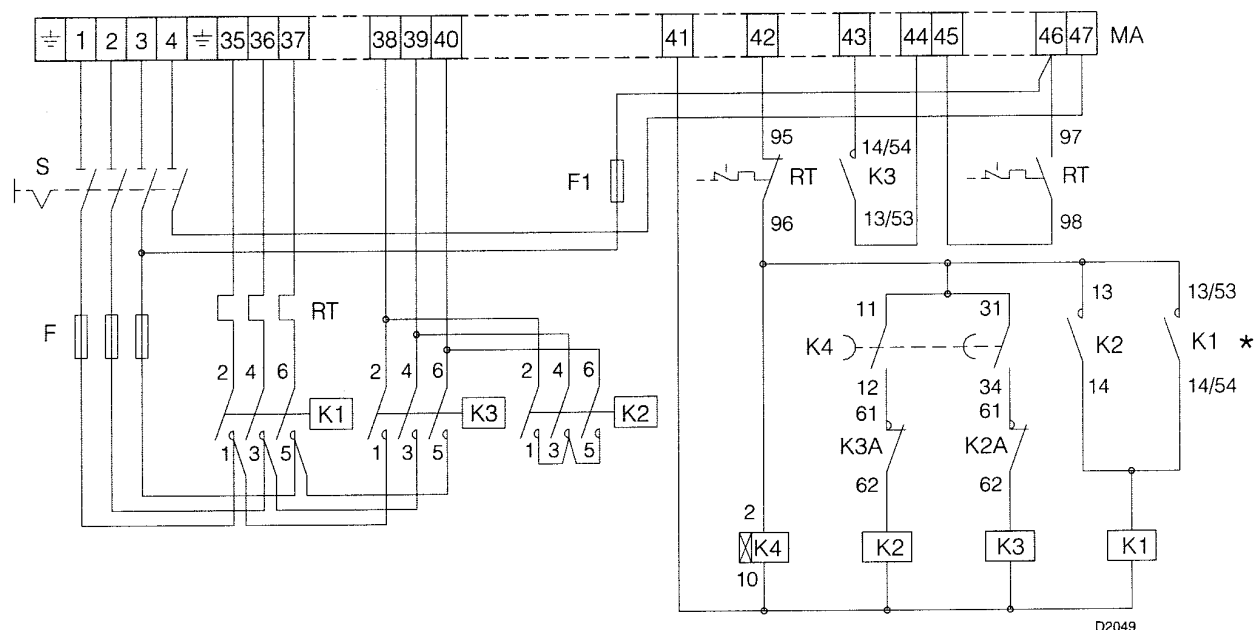 1 2 3 4 35 36 37 38 39 40 41 42 43 44 45 46 47 MA
95 14/54 97
S F1 RT K3 RT
13/53
96 98
13 13/53
11 31
F RT
K4 K2 K1 *
2 4 6 2 4 6 2 4 6
12 34 14 14/54
K1 K3 K2
61 61
1 3 5 1 3 5 1 3 5
K3A K2A
62 62
2
K4 K2 K3 K1
10
D2049